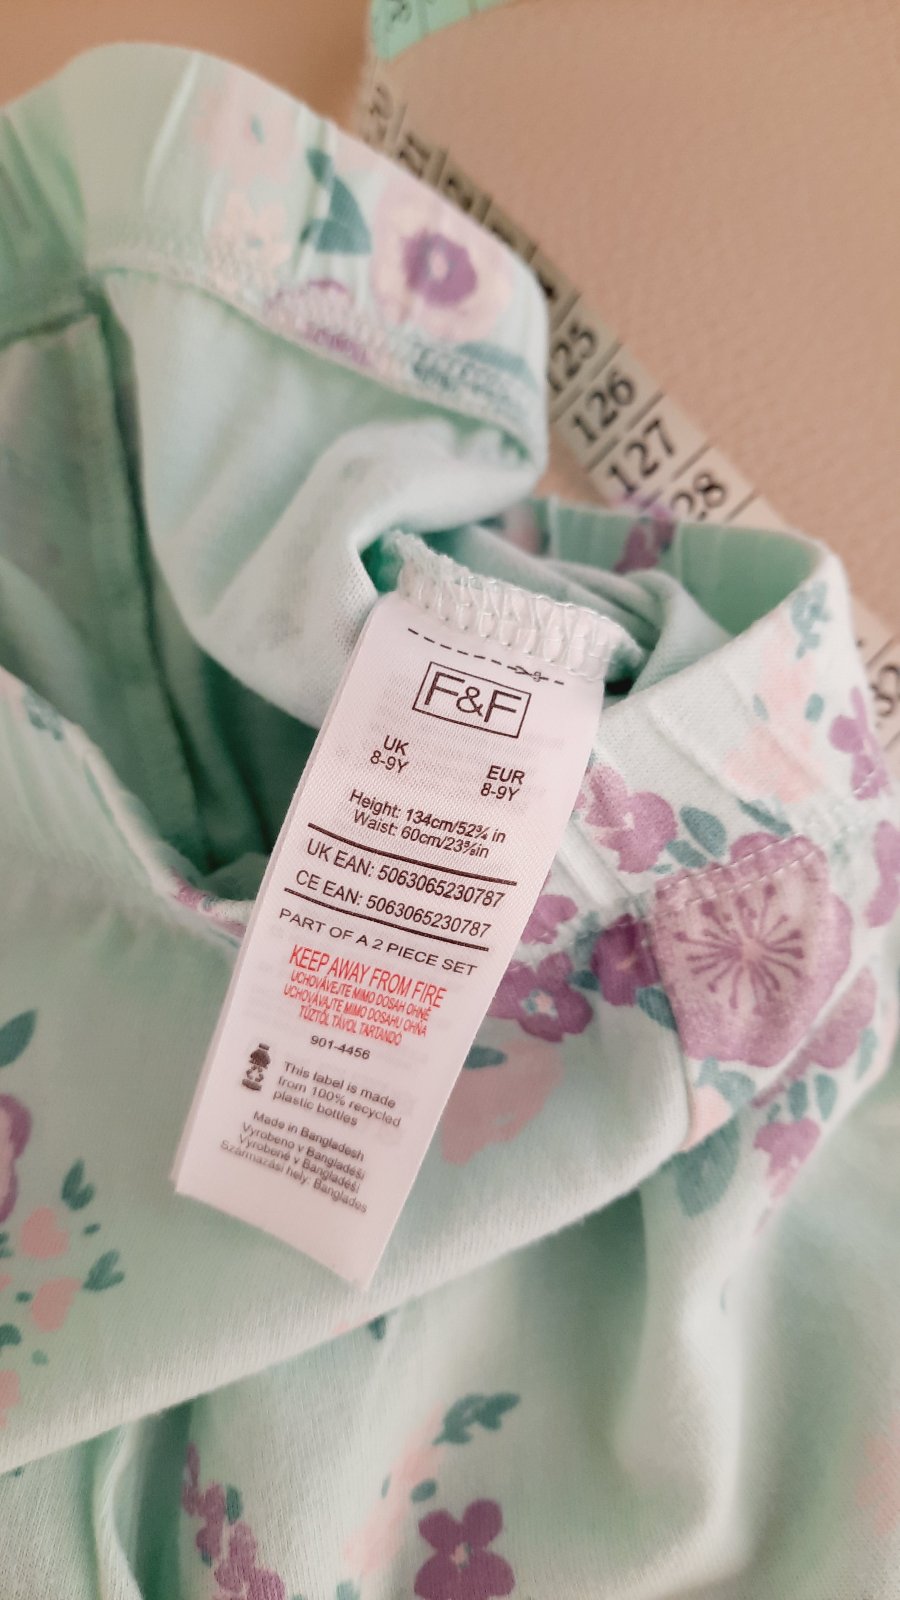 25
126
127
28
F&F
UK
8-9Y
EUR
8-9Y
Height: 134cm/52¾ in
Waist: 60cm/23⅝in
UK EAN: 5063065230787
CE EAN: 5063065230787
PART OF A 2 PIECE SET
KEEP AWAY FROM FIRE
UCHOVÁVEJTE MIMO DOSAH OHNĚ
UCHOVÁVAJTE MIMO DOSAHU OHŇA
TŰZTŐL TÁVOL TARTANDÓ
901-4456
This label is made
from 100% recycled
plastic bottles
Made in Bangladesh
Vyrobeno v Bangladéši
Vyrobené v Bangladéši
Származási hely: Banglades